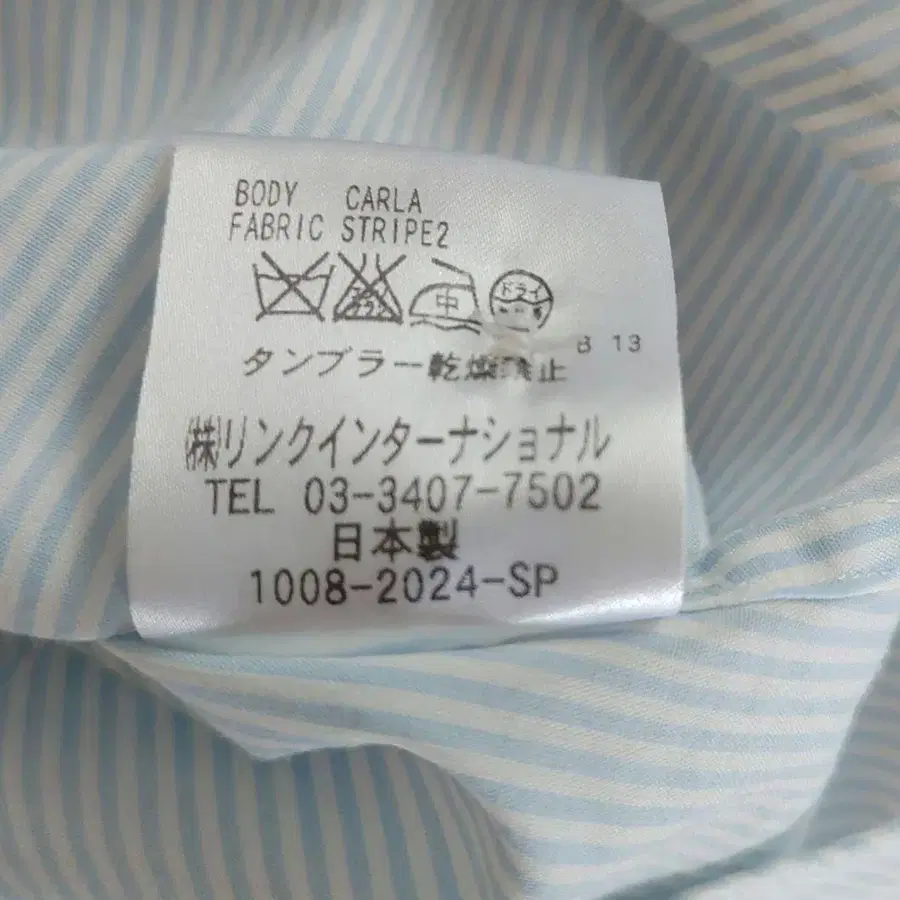 BODY CARLA
FABRIC STRIPE2
中 ドライ
B 13
タンブラー乾燥禁止
㈱リンクインターナショナル
TEL 03-3407-7502
日本製
1008-2024-SP